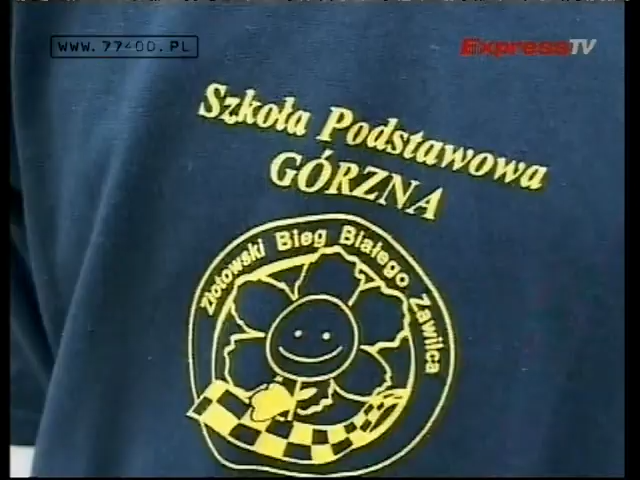 WWW.77400.PL
ExpressTV
Szkoła Podstawowa
GÓRZNA
Złotowski Bieg Białego Zawilca